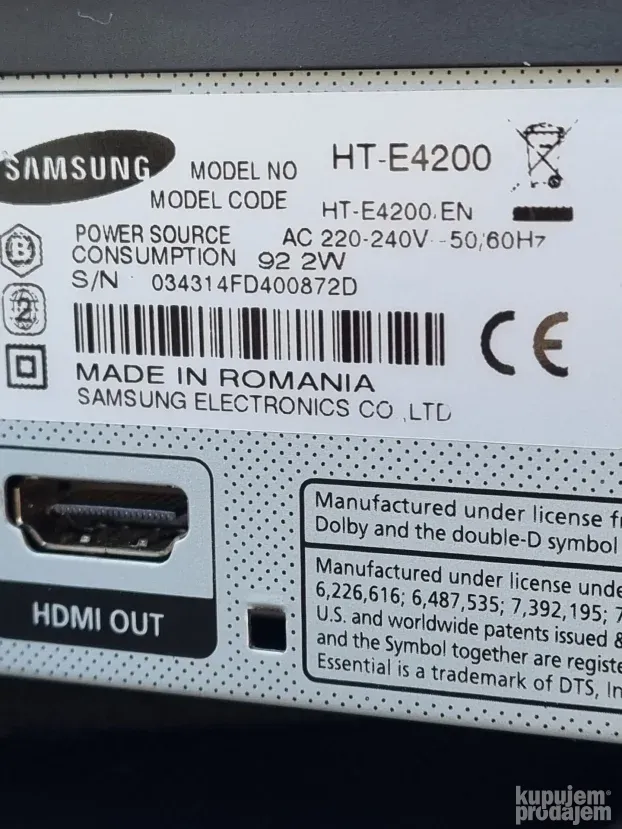 SAMSUNG
MODEL NO HT-E4200
MODEL CODE HT-E4200.EN
POWER SOURCE AC 220-240V -50/60Hz
CONSUMPTION 92 2W
S/N 034314FD400872D
B
2
MADE IN ROMANIA
SAMSUNG ELECTRONICS CO.,LTD
CE
HDMI OUT
Manufactured under license
Dolby and the double-D symbol
Manufactured under license
6,226,616; 6,487,535; 7,392,195;
U.S. and worldwide patents issued &
and the Symbol together are
Essential is a trademark of DTS,
kupujem
prodajem